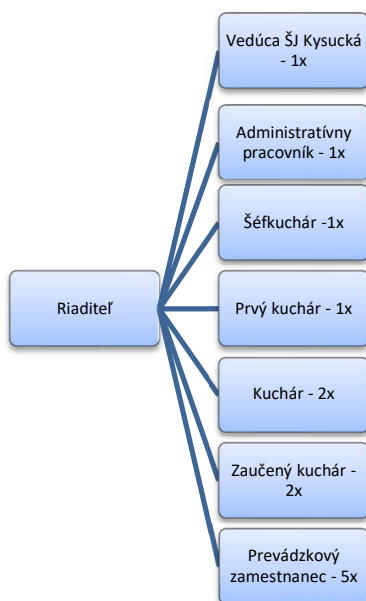 Vedúca ŠJ Kysucká
- 1x
Administratívny
pracovník - 1x
Šéfkuchár -1x
Riaditeľ
Prvý kuchár - 1x
Kuchár - 2x
Zaučený kuchár -
2x
Prevádzkový
zamestnanec - 5x